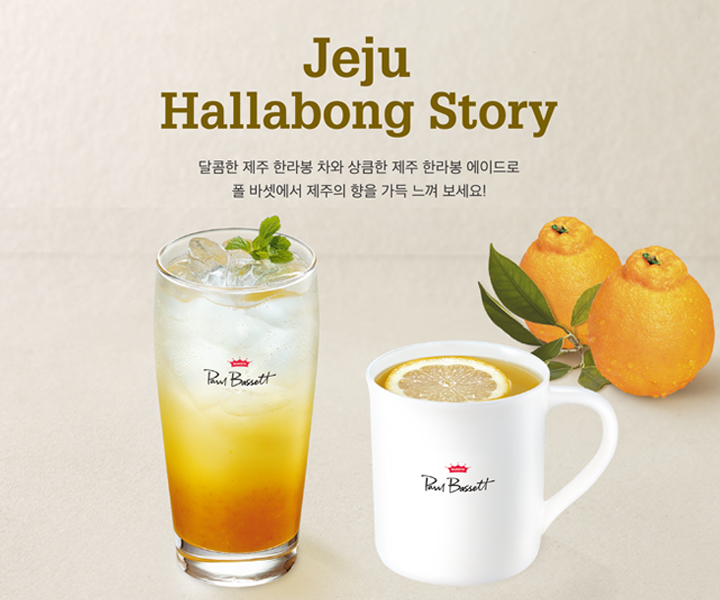 Jeju
Hallabong Story
달콤한 제주 한라봉 차와 상큼한 제주 한라봉 에이드로
폴 바셋에서 제주의 향을 가득 느껴 보세요!
Paul Bassett
Paul Bassett